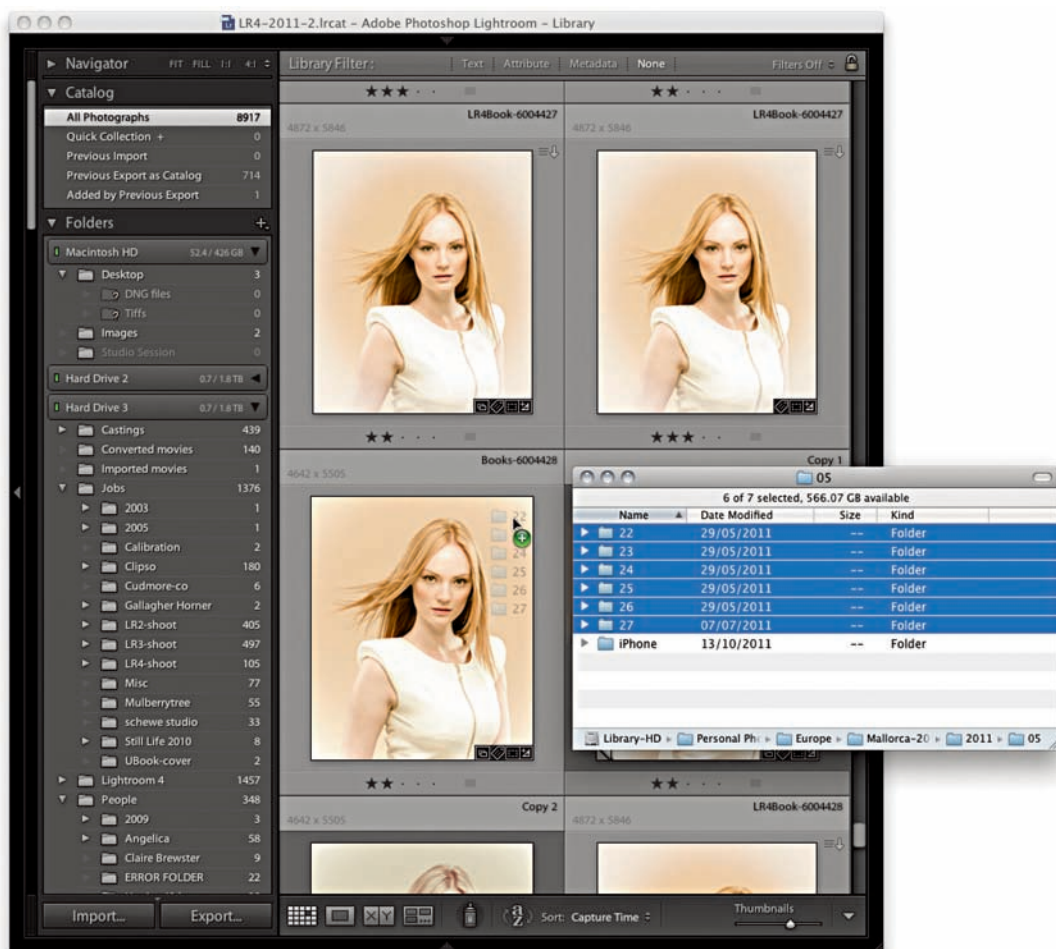 LR4-2011-2.lrcat – Adobe Photoshop Lightroom – Library
Navigator FIT FILL 1:1 4:1
Catalog
All Photographs 8917
Quick Collection + 0
Previous Import 0
Previous Export as Catalog 714
Added by Previous Export 1
Folders +
Macintosh HD 52.4 / 426 GB
Desktop 3
DNG files 0
Tiffs 0
Images 2
Studio Session 0
Hard Drive 2 0.7 / 1.8 TB
Hard Drive 3 0.7 / 1.8 TB
Castings 439
Converted movies 140
Imported movies 1
Jobs 1376
2003 1
2005 1
Calibration 2
Clipso 180
Cudmore-co 6
Gallagher Horner 2
LR2-shoot 405
LR3-shoot 497
LR4-shoot 105
Misc 77
Mulberrytree 55
schewe studio 33
Still Life 2010 8
UBook-cover 2
Lightroom 4 1457
People 348
2009 3
Angelica 58
Claire Brewster 9
ERROR FOLDER 22
Import... Export...
Library Filter: Text Attribute Metadata None Filters Off
LR4Book-6004427
4872 x 5846
LR4Book-6004427
4872 x 5846
Books-6004428
4642 x 5505
Copy 1
22
24
25
26
27
Copy 2
4642 x 5505
LR4Book-6004428
4872 x 5846
XY Sort: Capture Time Thumbnails
05
6 of 7 selected, 566.07 GB available
Name Date Modified Size Kind
22 29/05/2011 -- Folder
23 29/05/2011 -- Folder
24 29/05/2011 -- Folder
25 29/05/2011 -- Folder
26 29/05/2011 -- Folder
27 07/07/2011 -- Folder
iPhone 13/10/2011 -- Folder
Library-HD Personal Ph Europe Mallorca-20 2011 05